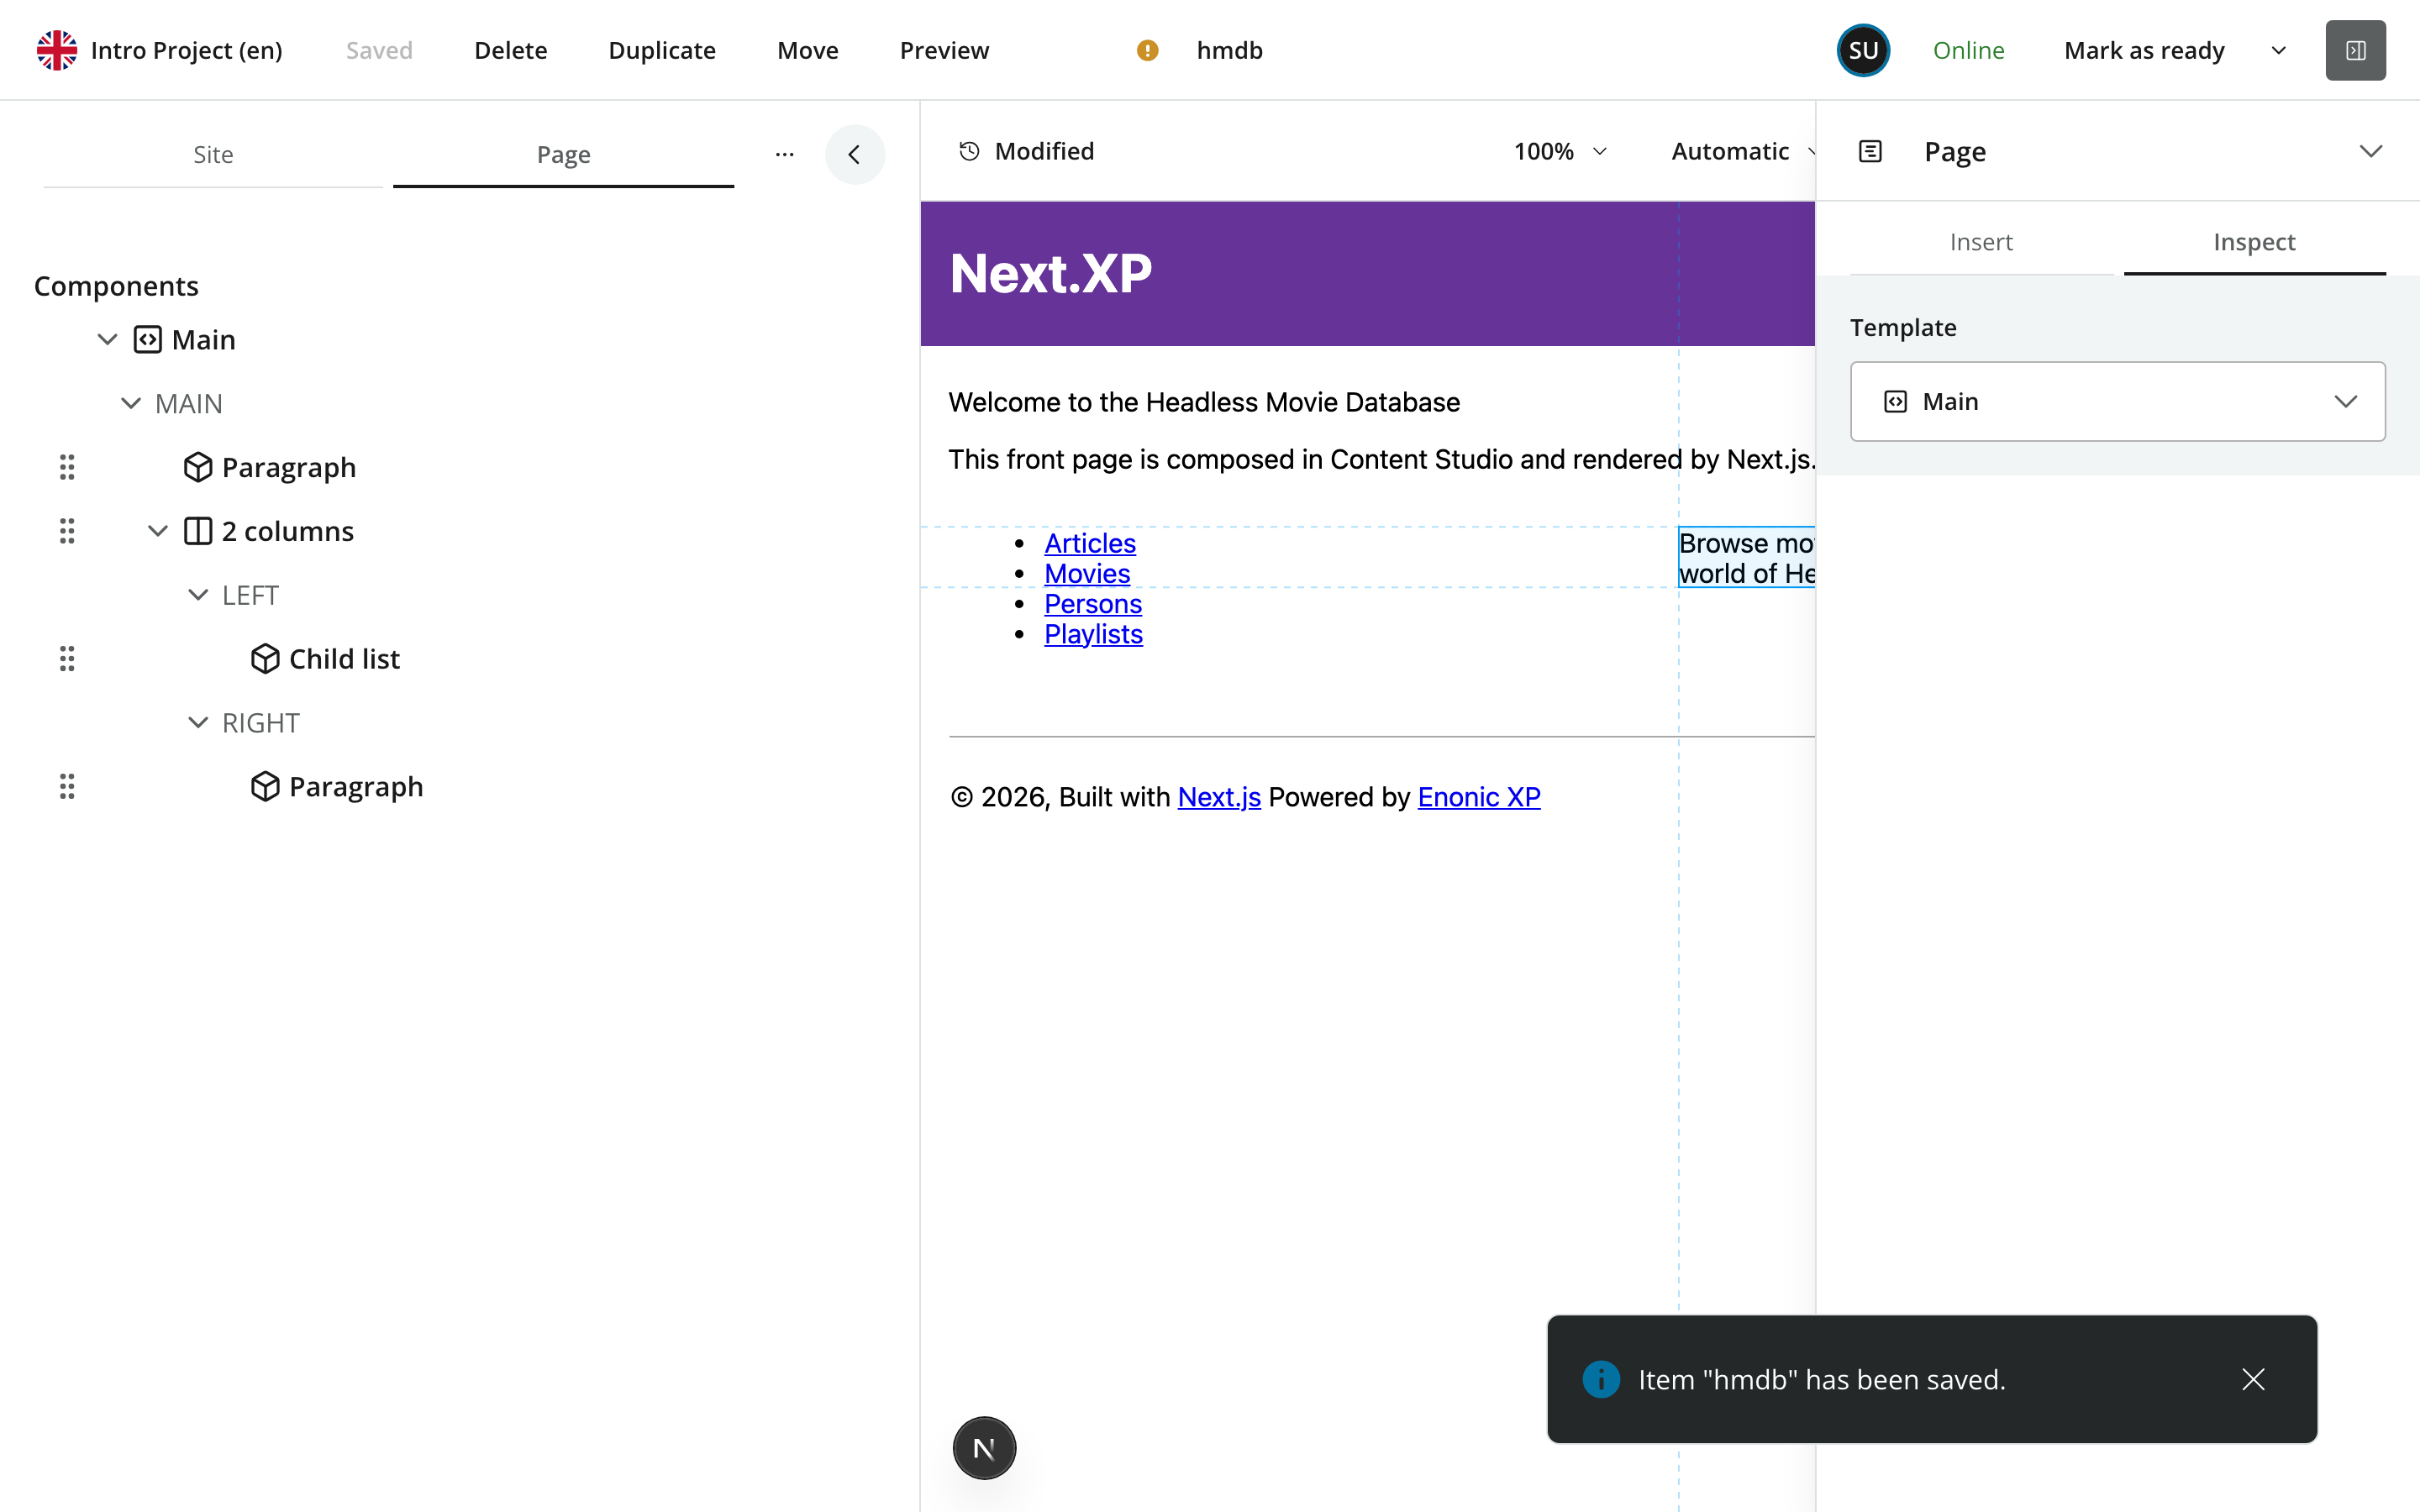 Intro Project (en)
Saved
Delete
Duplicate
Move
Preview
hmdb
SU
Online
Mark as ready
Site
Page
Components
Main
MAIN
Paragraph
2 columns
LEFT
Child list
RIGHT
Paragraph
Modified
100%
Automatic
Next.XP
Welcome to the Headless Movie Database
This front page is composed in Content Studio and rendered by Next.js.
Articles
Movies
Persons
Playlists
Browse
world of
© 2026, Built with Next.js Powered by Enonic XP
N
Page
Insert
Inspect
Template
Main
Item "hmdb" has been saved.